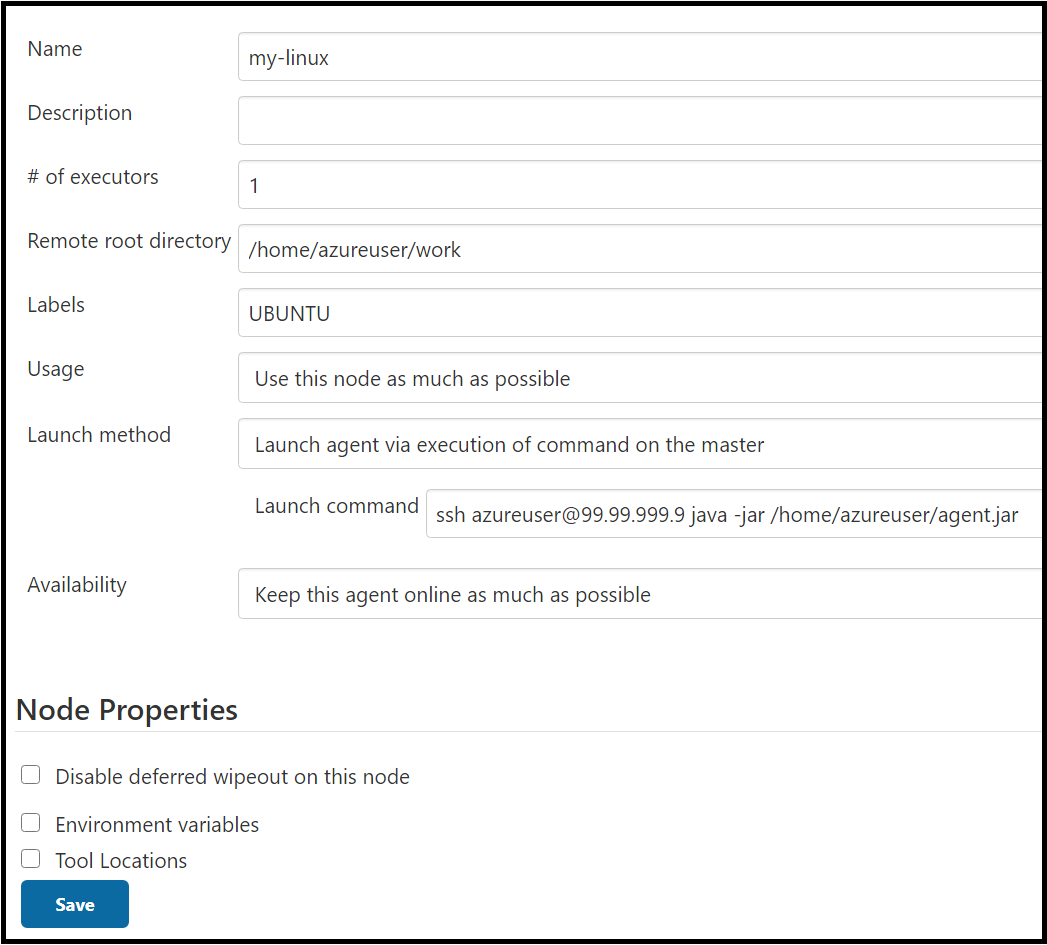 Name my-linux
Description
# of executors 1
Remote root directory /home/azureuser/work
Labels UBUNTU
Usage Use this node as much as possible
Launch method Launch agent via execution of command on the master
Launch command ssh azureuser@99.99.999.9 java -jar /home/azureuser/agent.jar
Availability Keep this agent online as much as possible
Node Properties
Disable deferred wipeout on this node
Environment variables
Tool Locations
Save